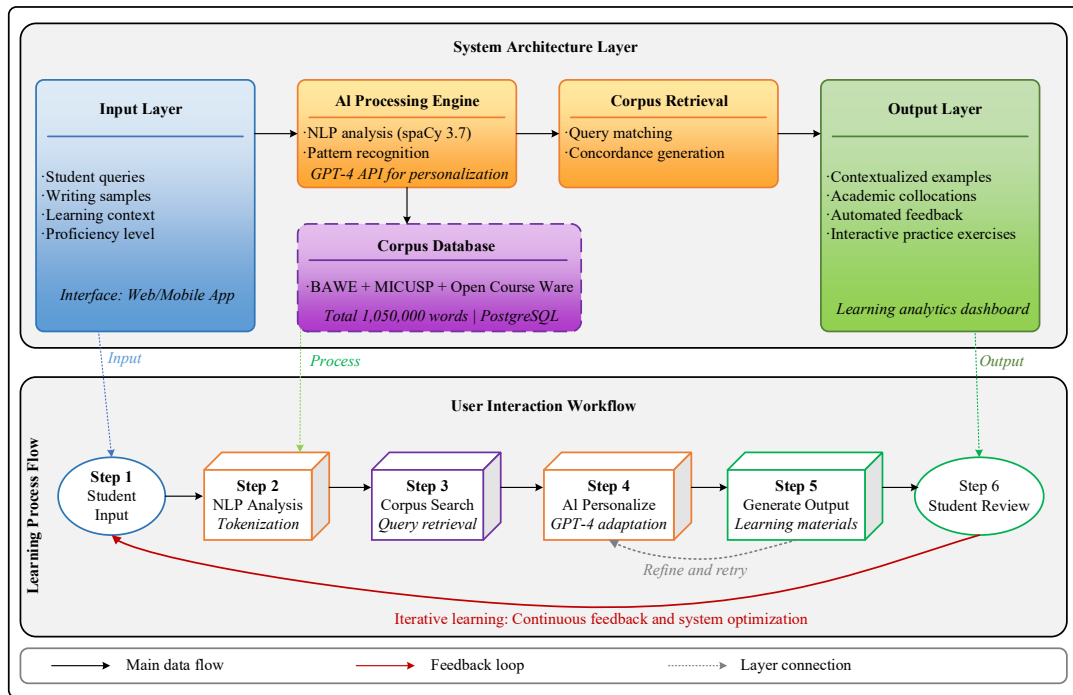 System Architecture Layer
Input Layer
·Student queries
·Writing samples
·Learning context
·Proficiency level
Interface: Web/Mobile App
AI Processing Engine
·NLP analysis (spaCy 3.7)
·Pattern recognition
GPT-4 API for personalization
Corpus Retrieval
·Query matching
·Concordance generation
Output Layer
·Contextualized examples
·Academic collocations
·Automated feedback
·Interactive practice exercises
Learning analytics dashboard
Corpus Database
·BAWE + MICUSP + Open Course Ware
Total 1,050,000 words | PostgreSQL
Input
Process
Output
Learning Process Flow
User Interaction Workflow
Step 1
Student
Input
Step 2
NLP Analysis
Tokenization
Step 3
Corpus Search
Query retrieval
Step 4
AI Personalize
GPT-4 adaptation
Step 5
Generate Output
Learning materials
Step 6
Student Review
Refine and retry
Iterative learning: Continuous feedback and system optimization
Main data flow
Feedback loop
Layer connection